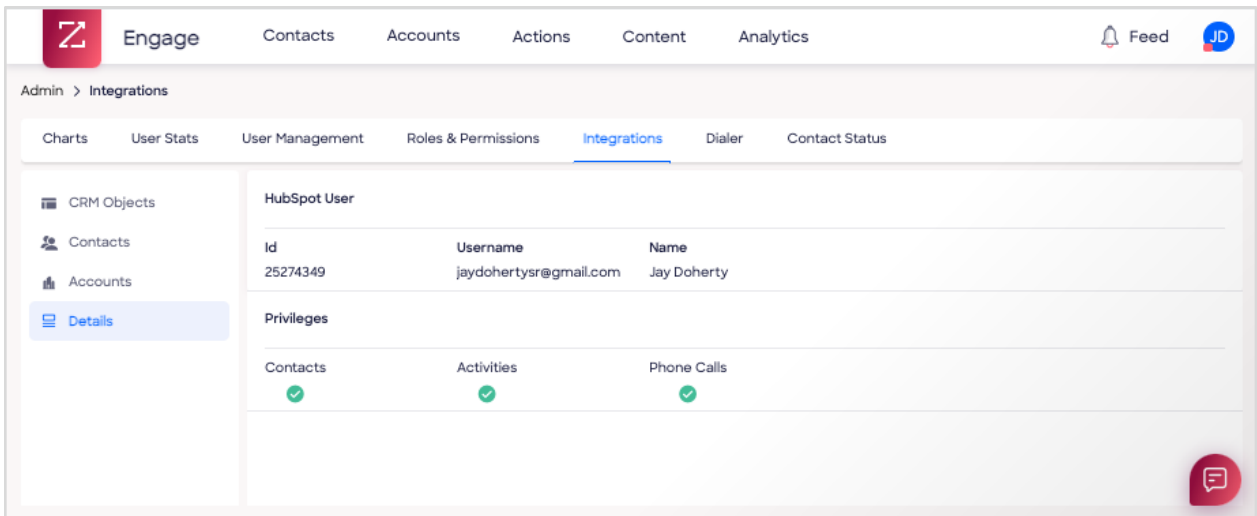 Engage Contacts Accounts Actions Content Analytics Feed JD
Admin > Integrations
Charts User Stats User Management Roles & Permissions Integrations Dialer Contact Status
CRM Objects
Contacts
Accounts
Details
HubSpot User
Id Username Name
25274349 jaydohertysr@gmail.com Jay Doherty
Privileges
Contacts Activities Phone Calls